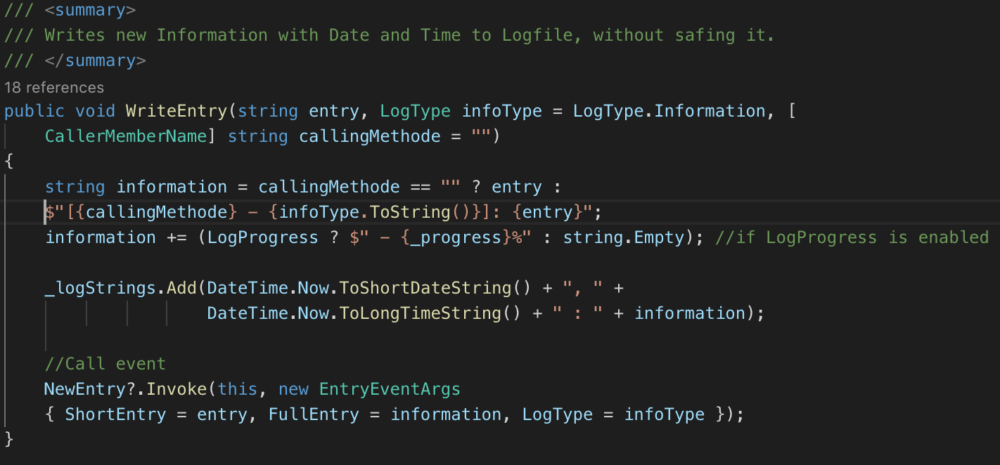 /// <summary>
/// Writes new Information with Date and Time to Logfile, without safing it.
/// </summary>
18 references
public void WriteEntry(string entry, LogType infoType = LogType.Information, [
CallerMemberName] string callingMethode = "")
{
string information = callingMethode == "" ? entry :
$"[{callingMethode} - {infoType.ToString()}]: {entry}";
information += (LogProgress ? $" - {_progress}%" : string.Empty); //if LogProgress is enabled
_logStrings.Add(DateTime.Now.ToShortDateString() + ", " +
DateTime.Now.ToLongTimeString() + " : " + information);
//Call event
NewEntry?.Invoke(this, new EntryEventArgs
{ ShortEntry = entry, FullEntry = information, LogType = infoType });
}